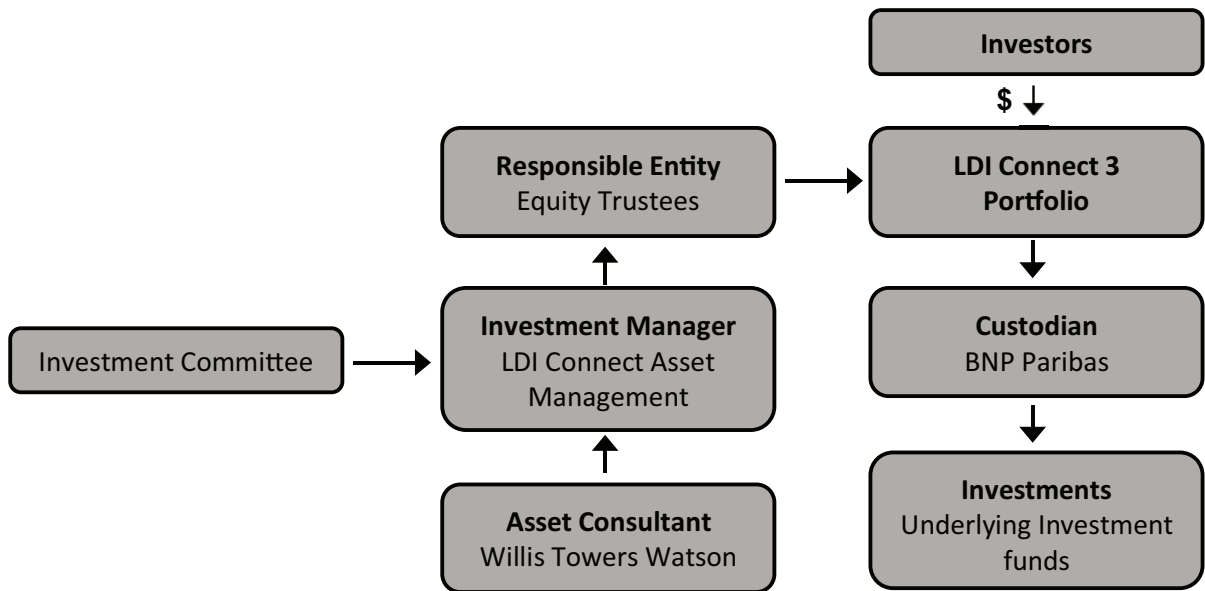 Investors
$
Responsible Entity
Equity Trustees
LDI Connect 3
Portfolio
Investment Committee
Investment Manager
LDI Connect Asset
Management
Custodian
BNP Paribas
Asset Consultant
Willis Towers Watson
Investments
Underlying Investment
funds